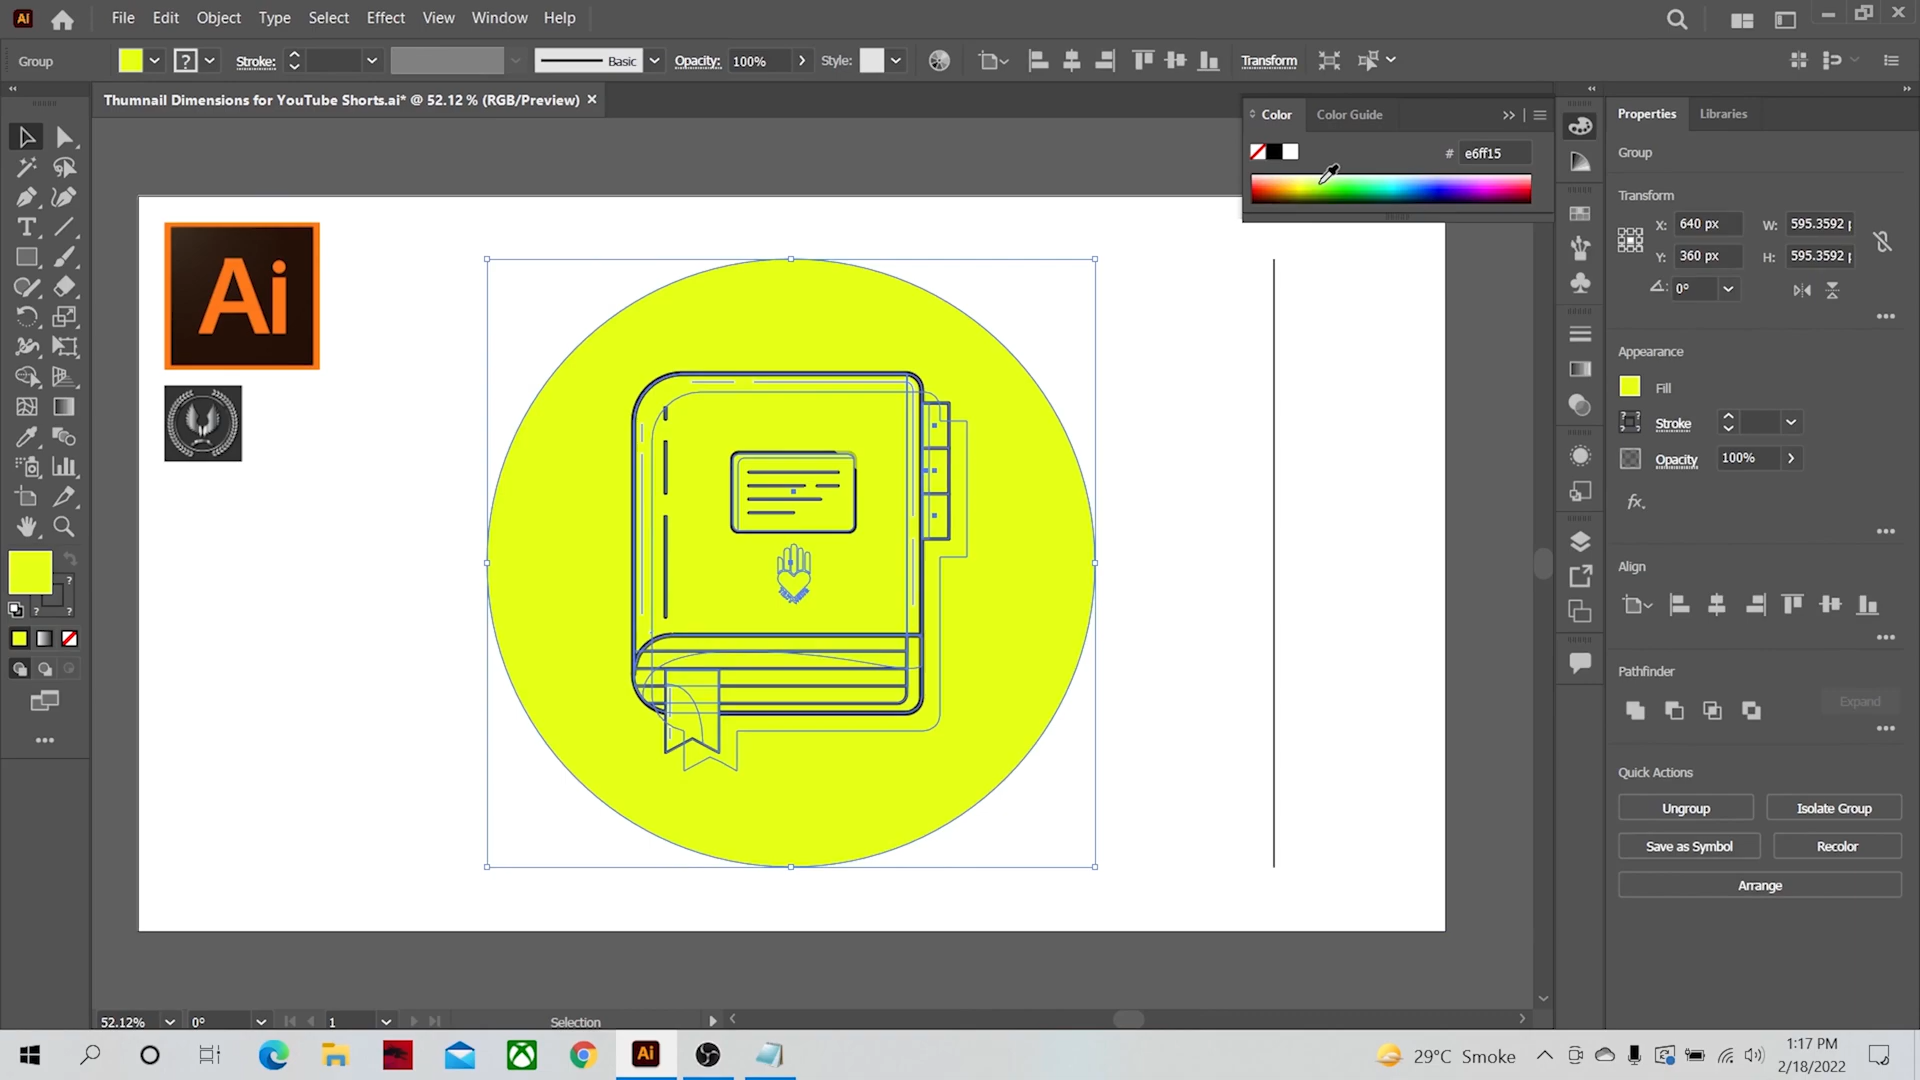 Ai File Edit Object Type Select Effect View Window Help
Group Stroke: Basic Opacity: 100% Style: Transform
Thumnail Dimensions for YouTube Shorts.ai* @ 52.12 % (RGB/Preview)
Color Color Guide
# e6ff15
Properties Libraries
Group
Transform
X: 640 px W: 595.3592
Y: 360 px H: 595.3592
0°
Appearance
Fill
Stroke
Opacity 100%
fx.
Align
Pathfinder
Expand
Quick Actions
Ungroup Isolate Group
Save as Symbol Recolor
Arrange
Ai
52.12% 0° 1 Selection
Ai
29°C Smoke
1:17 PM
2/18/2022